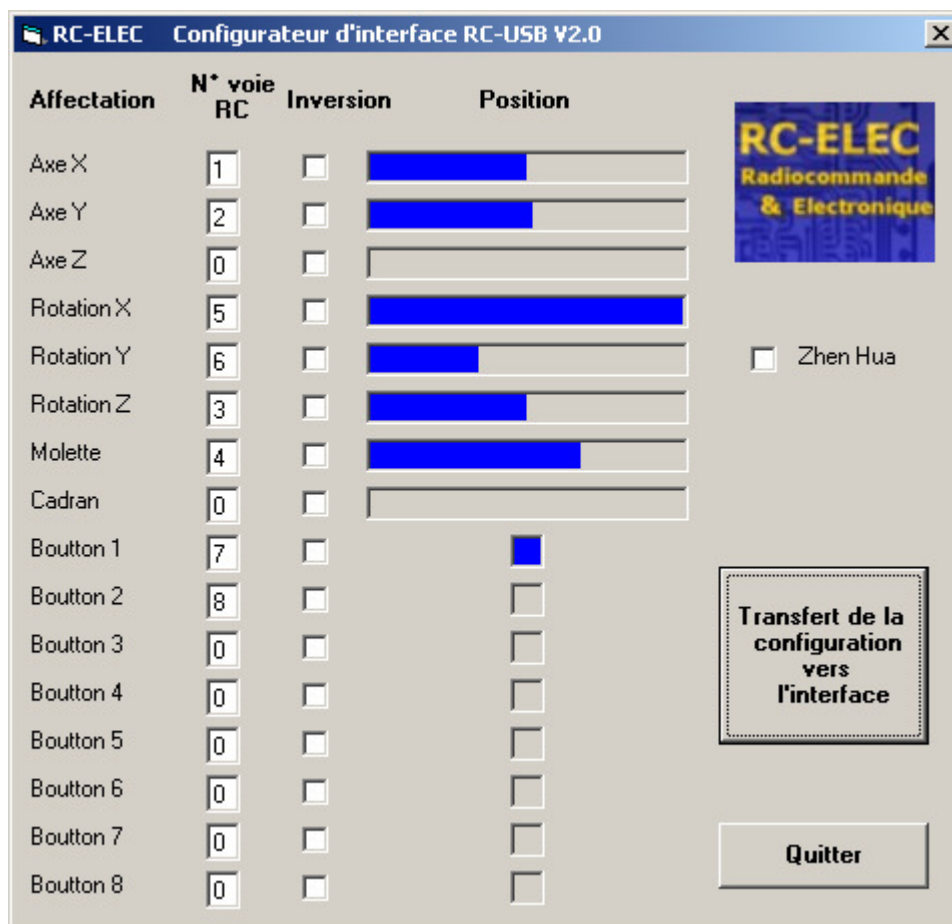 RC-ELEC Configurateur d'interface RC-USB V2.0
Affectation
N° voie
RC
Inversion
Position
RC-ELEC
Radiocommande
& Electronique
Axe X 1
Axe Y 2
Axe Z 0
Rotation X 5
Rotation Y 6
Zhen Hua
Rotation Z 3
Molette 4
Cadran 0
Boutton 1 7
Boutton 2 8
Boutton 3 0
Boutton 4 0
Boutton 5 0
Boutton 6 0
Boutton 7 0
Boutton 8 0
Transfert de la
configuration
vers
l'interface
Quitter